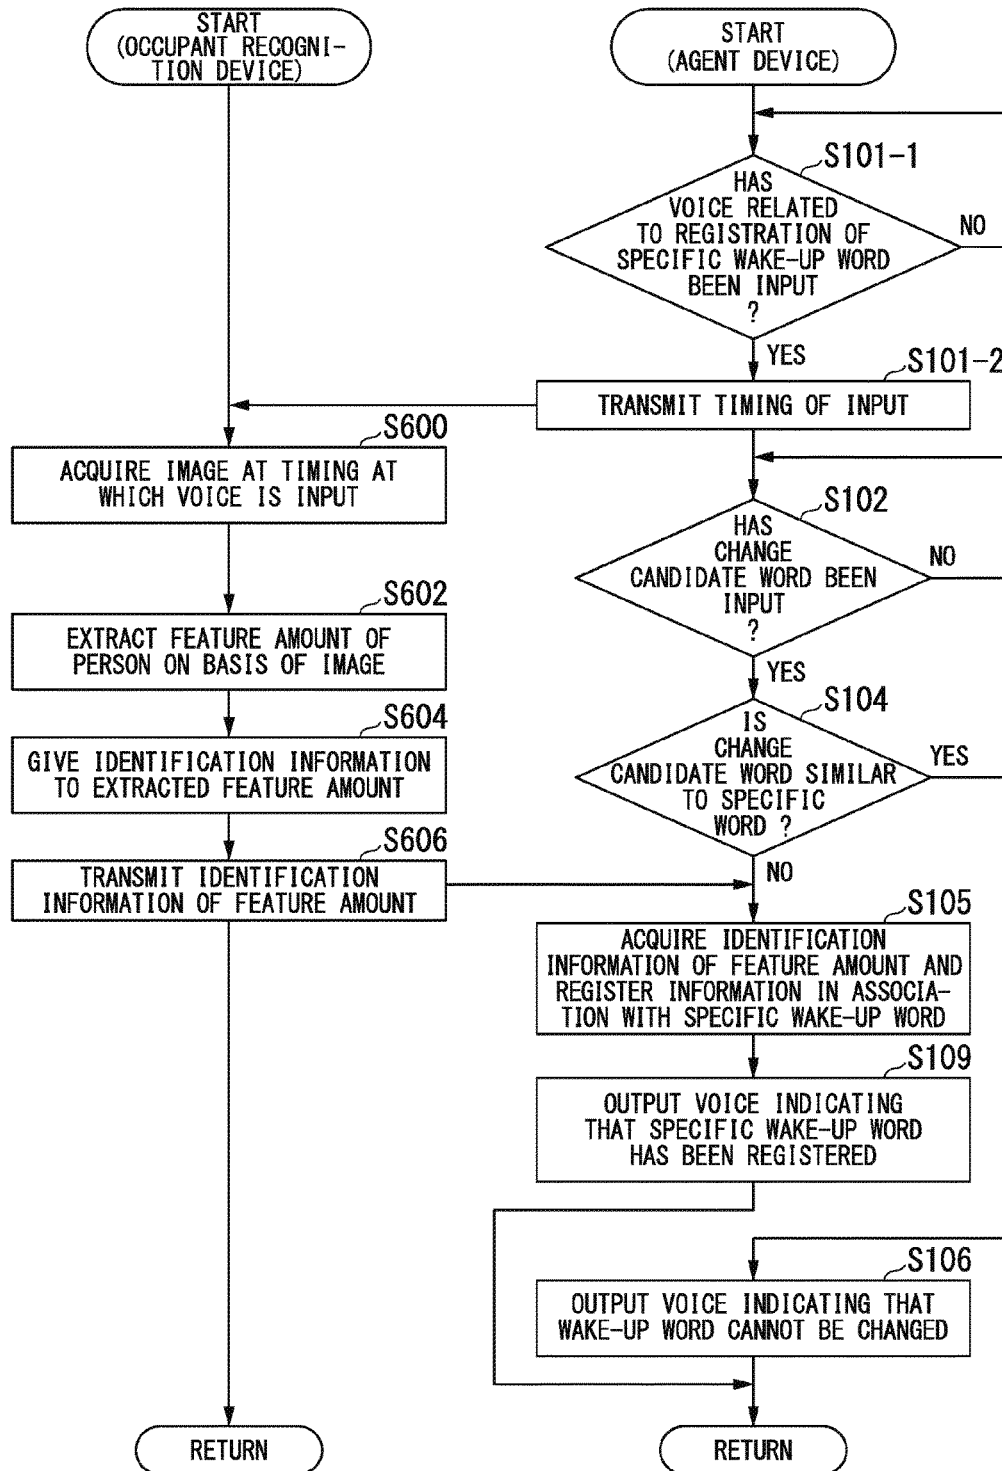 START
(OCCUPANT RECOGNI-
TION DEVICE)
START
(AGENT DEVICE)
S101-1
HAS
VOICE RELATED
TO REGISTRATION OF
SPECIFIC WAKE-UP WORD
BEEN INPUT
?
NO
YES
S101-2
TRANSMIT TIMING OF INPUT
S600
ACQUIRE IMAGE AT TIMING AT
WHICH VOICE IS INPUT
S102
HAS
CHANGE
CANDIDATE WORD BEEN
INPUT
?
NO
YES
S602
EXTRACT FEATURE AMOUNT OF
PERSON ON BASIS OF IMAGE
S104
IS
CHANGE
CANDIDATE WORD SIMILAR
TO SPECIFIC
WORD ?
YES
NO
S604
GIVE IDENTIFICATION INFORMATION
TO EXTRACTED FEATURE AMOUNT
S606
TRANSMIT IDENTIFICATION
INFORMATION OF FEATURE AMOUNT
S105
ACQUIRE IDENTIFICATION
INFORMATION OF FEATURE AMOUNT AND
REGISTER INFORMATION IN ASSOCIA-
TION WITH SPECIFIC WAKE-UP WORD
S109
OUTPUT VOICE INDICATING
THAT SPECIFIC WAKE-UP WORD
HAS BEEN REGISTERED
S106
OUTPUT VOICE INDICATING THAT
WAKE-UP WORD CANNOT BE CHANGED
RETURN
RETURN